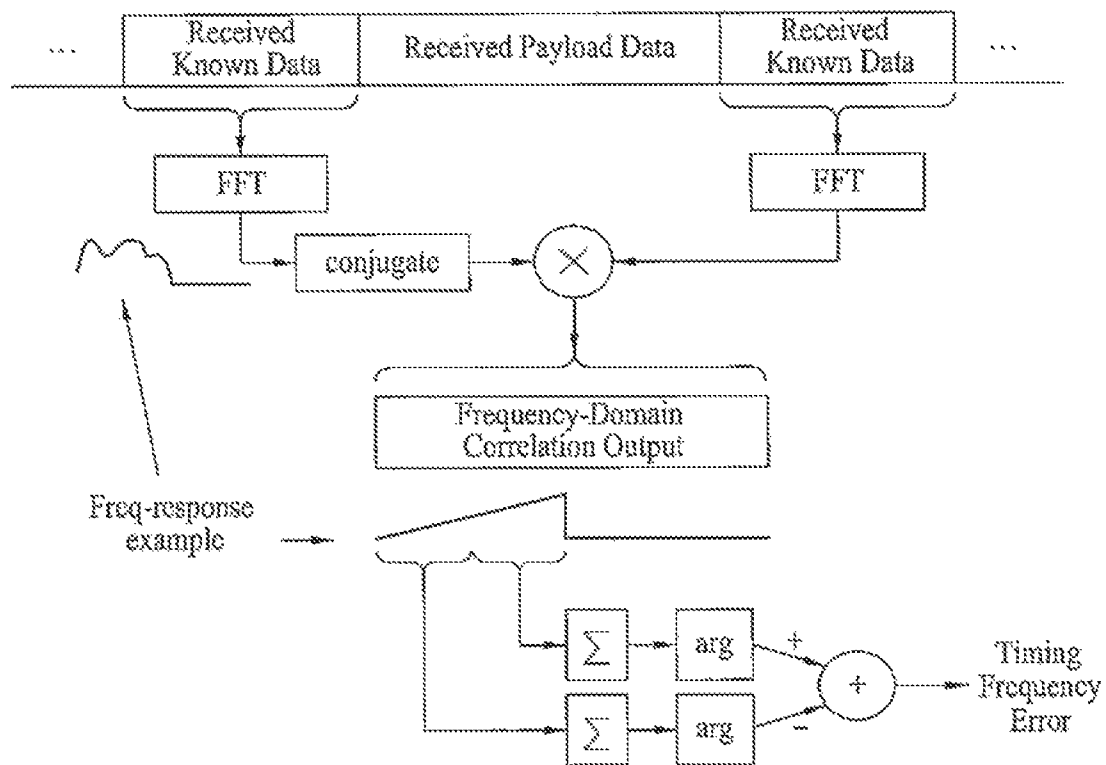 ...
Received
Known Data
Received Payload Data
Received
Known Data
...
FFT
FFT
conjugate
×
Frequency-Domain
Correlation Output
Freq-response
example
∑
arg
+
+
Timing
Frequency
Error
∑
arg
−